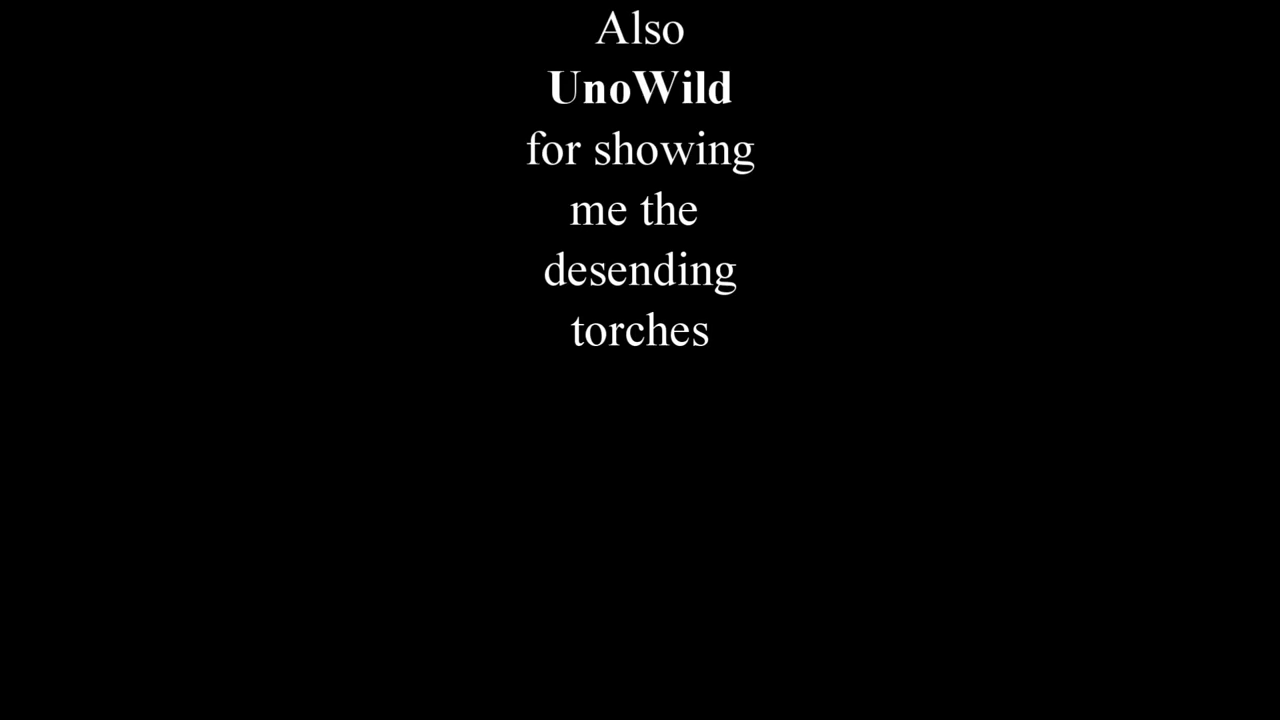 Also
UnoWild
for showing
me the
desending
torches